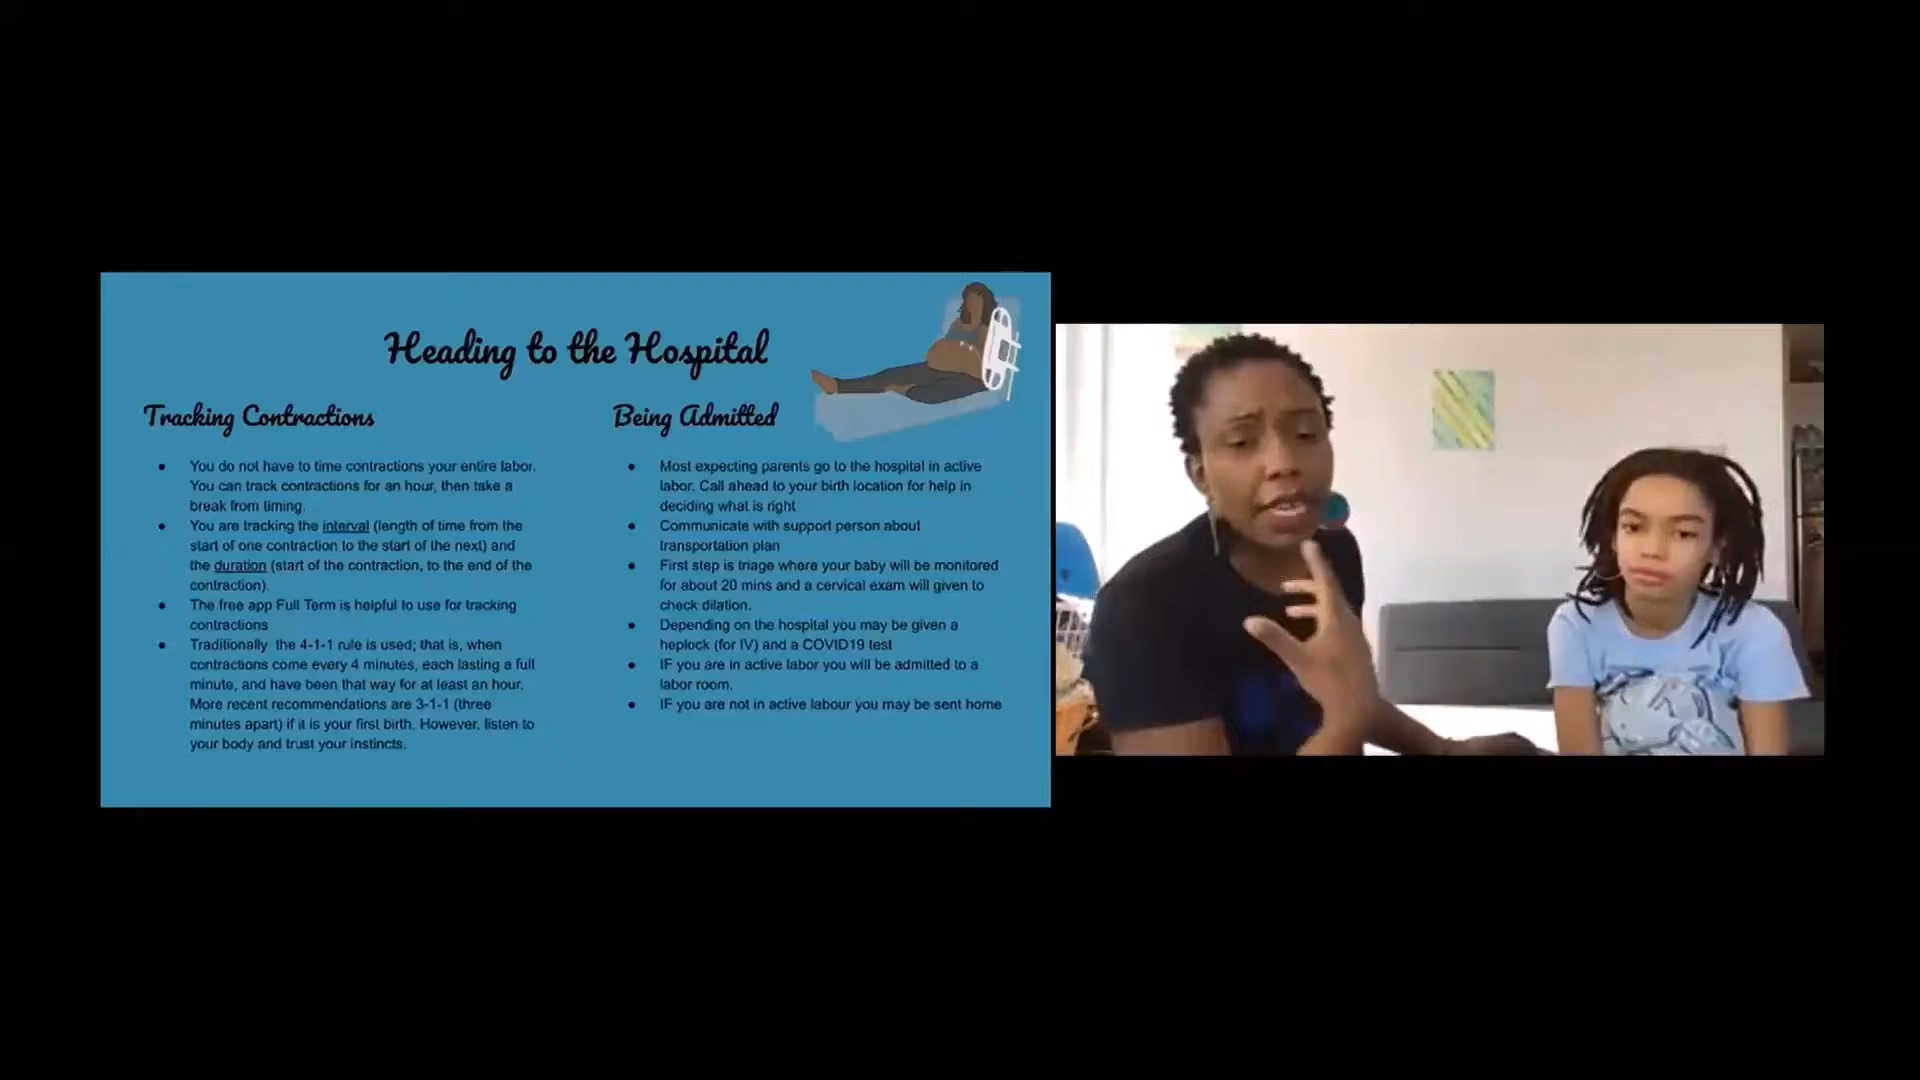 Heading to the Hospital
Tracking Contractions
You do not have to time contractions your entire labor.
You can track contractions for an hour, then take a
break from timing.
You are tracking the interval (length of time from the
start of one contraction to the start of the next) and
the duration (start of the contraction, to the end of the
contraction).
The free app Full Term is helpful to use for tracking
contractions
Traditionally the 4-1-1 rule is used; that is, when
contractions come every 4 minutes, each lasting a full
minute, and have been that way for at least an hour.
More recent recommendations are 3-1-1 (three
minutes apart) if it is your first birth. However, listen to
your body and trust your instincts.
Being Admitted
Most expecting parents go to the hospital in active
labor. Call ahead to your birth location for help in
deciding what is right
Communicate with support person about
transportation plan
First step is triage where your baby will be monitored
for about 20 mins and a cervical exam will given to
check dilation.
Depending on the hospital you may be given a
heplock (for IV) and a COVID19 test
IF you are in active labor you will be admitted to a
labor room.
IF you are not in active labour you may be sent home